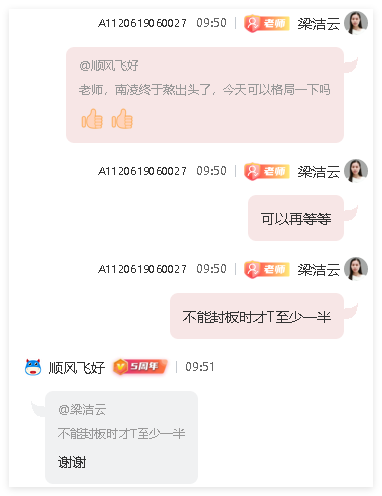 A1120619060027 09:50 老师 梁洁云
@顺风飞好
老师，南凌终于熬出头了，今天可以格局一下吗
A1120619060027 09:50 老师 梁洁云
可以再等等
A1120619060027 09:50 老师 梁洁云
不能封板时才T至少一半
顺风飞好 5周年 09:51
@梁洁云
不能封板时才T至少一半
谢谢